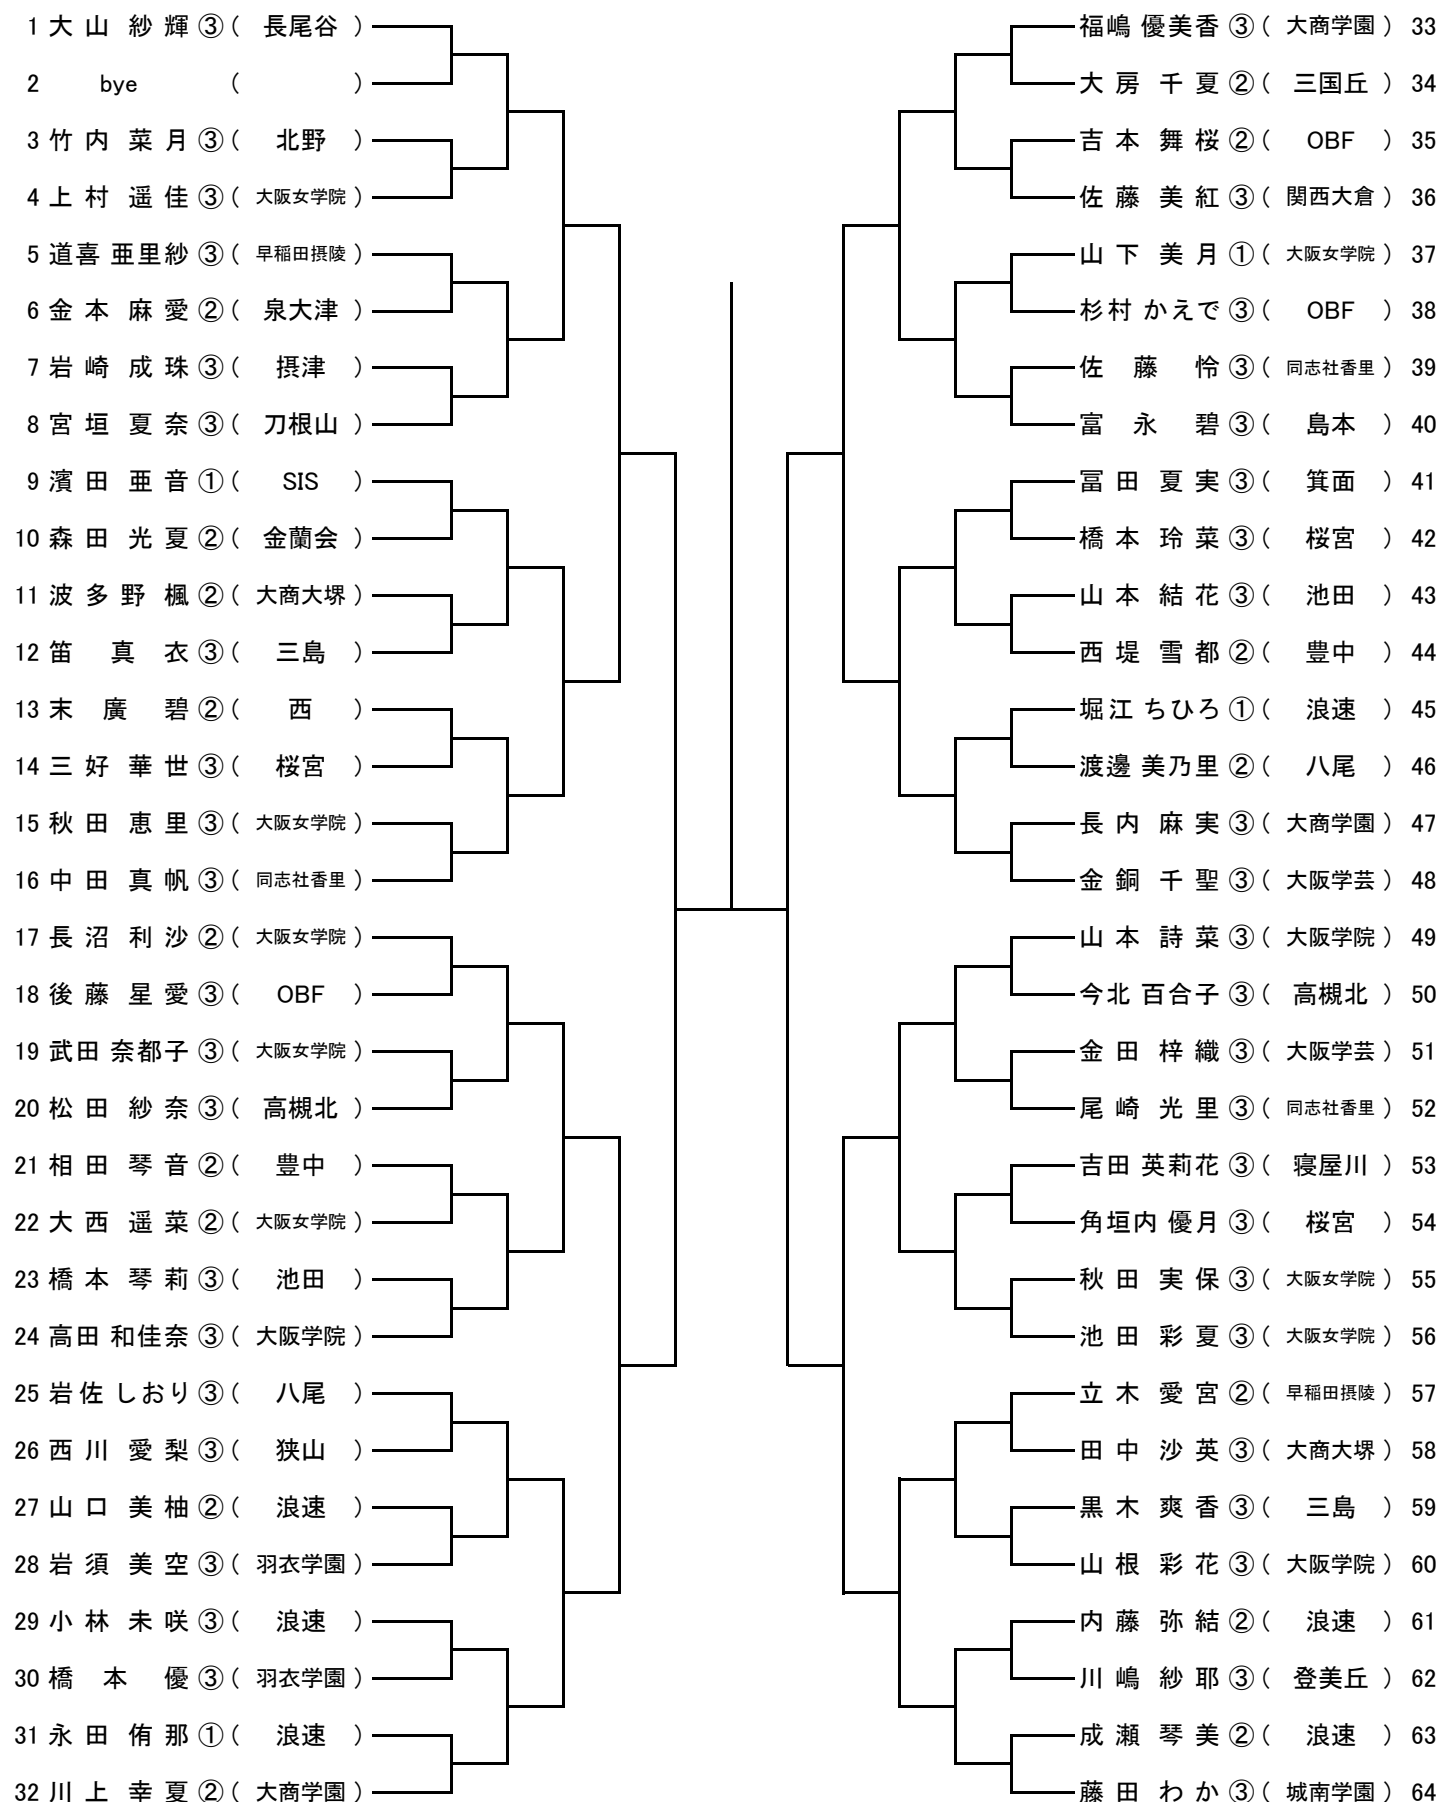 1 大山 紗輝 ③ ( 長尾谷 )
2 bye ( )
3 竹内 菜月 ③ ( 北野 )
4 上村 遥佳 ③ ( 大阪女学院 )
5 道喜 亜里紗 ③ ( 早稲田摂陵 )
6 金本 麻愛 ② ( 泉大津 )
7 岩崎 成珠 ③ ( 摂津 )
8 宮垣 夏奈 ③ ( 刀根山 )
9 濱田 亜音 ① ( SIS )
10 森田 光夏 ② ( 金蘭会 )
11 波多野 楓 ② ( 大商大堺 )
12 笛 真衣 ③ ( 三島 )
13 末廣 碧 ② ( 西 )
14 三好 華世 ③ ( 桜宮 )
15 秋田 恵里 ③ ( 大阪女学院 )
16 中田 真帆 ③ ( 同志社香里 )
17 長沼 利沙 ② ( 大阪女学院 )
18 後藤 星愛 ③ ( OBF )
19 武田 奈都子 ③ ( 大阪女学院 )
20 松田 紗奈 ③ ( 高槻北 )
21 相田 琴音 ② ( 豊中 )
22 大西 遥菜 ② ( 大阪女学院 )
23 橋本 琴莉 ③ ( 池田 )
24 高田 和佳奈 ③ ( 大阪学院 )
25 岩佐 しおり ③ ( 八尾 )
26 西川 愛梨 ③ ( 狭山 )
27 山口 美柚 ② ( 浪速 )
28 岩須 美空 ③ ( 羽衣学園 )
29 小林 未咲 ③ ( 浪速 )
30 橋本 優 ③ ( 羽衣学園 )
31 永田 侑那 ① ( 浪速 )
32 川上 幸夏 ② ( 大商学園 )
福嶋 優美香 ③ ( 大商学園 ) 33
大房 千夏 ② ( 三国丘 ) 34
吉本 舞桜 ② ( OBF ) 35
佐藤 美紅 ③ ( 関西大倉 ) 36
山下 美月 ① ( 大阪女学院 ) 37
杉村 かえで ③ ( OBF ) 38
佐藤 怜 ③ ( 同志社香里 ) 39
富永 碧 ③ ( 島本 ) 40
冨田 夏実 ③ ( 箕面 ) 41
橋本 玲菜 ③ ( 桜宮 ) 42
山本 結花 ③ ( 池田 ) 43
西堤 雪都 ② ( 豊中 ) 44
堀江 ちひろ ① ( 浪速 ) 45
渡邊 美乃里 ② ( 八尾 ) 46
長内 麻実 ③ ( 大商学園 ) 47
金銅 千聖 ③ ( 大阪学芸 ) 48
山本 詩菜 ③ ( 大阪学院 ) 49
今北 百合子 ③ ( 高槻北 ) 50
金田 梓織 ③ ( 大阪学芸 ) 51
尾崎 光里 ③ ( 同志社香里 ) 52
吉田 英莉花 ③ ( 寝屋川 ) 53
角垣内 優月 ③ ( 桜宮 ) 54
秋田 実保 ③ ( 大阪女学院 ) 55
池田 彩夏 ③ ( 大阪女学院 ) 56
立木 愛宮 ② ( 早稲田摂陵 ) 57
田中 沙英 ③ ( 大商大堺 ) 58
黒木 爽香 ③ ( 三島 ) 59
山根 彩花 ③ ( 大阪学院 ) 60
内藤 弥結 ② ( 浪速 ) 61
川嶋 紗耶 ③ ( 登美丘 ) 62
成瀬 琴美 ② ( 浪速 ) 63
藤田 わか ③ ( 城南学園 ) 64